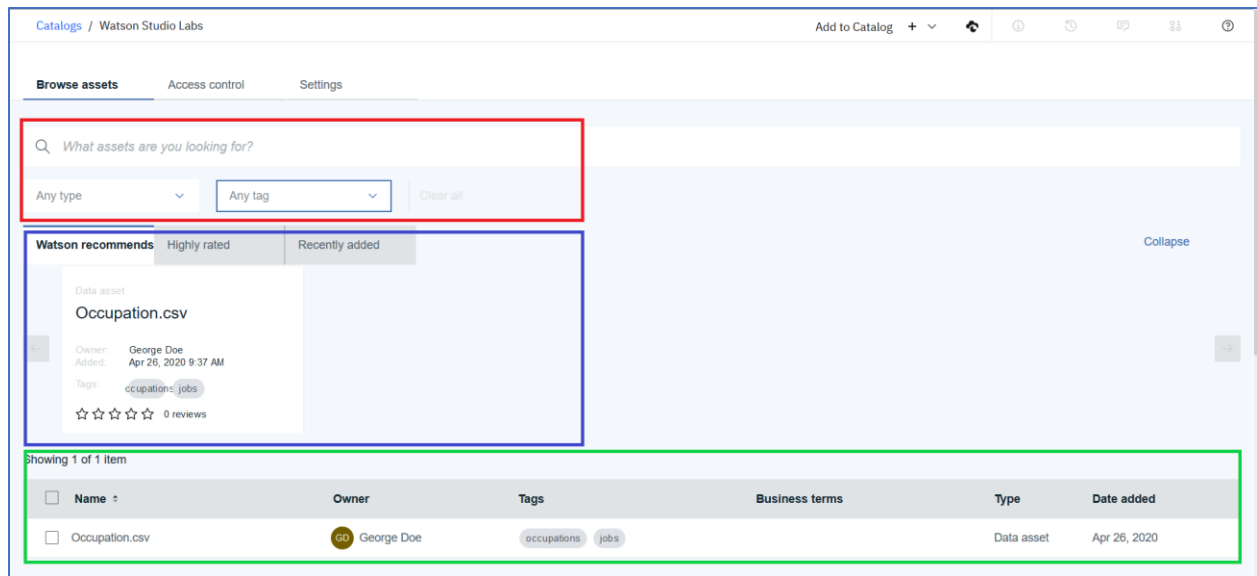 Catalogs / Watson Studio Labs
Add to Catalog +
Browse assets Access control Settings
What assets are you looking for?
Any type Any tag Clear all
Watson recommends Highly rated Recently added Collapse
Data asset
Occupation.csv
Owner: George Doe
Added: Apr 26, 2020 9:37 AM
Tags: ccupations jobs
0 reviews
Showing 1 of 1 item
Name Owner Tags Business terms Type Date added
Occupation.csv GD George Doe occupations jobs Data asset Apr 26, 2020